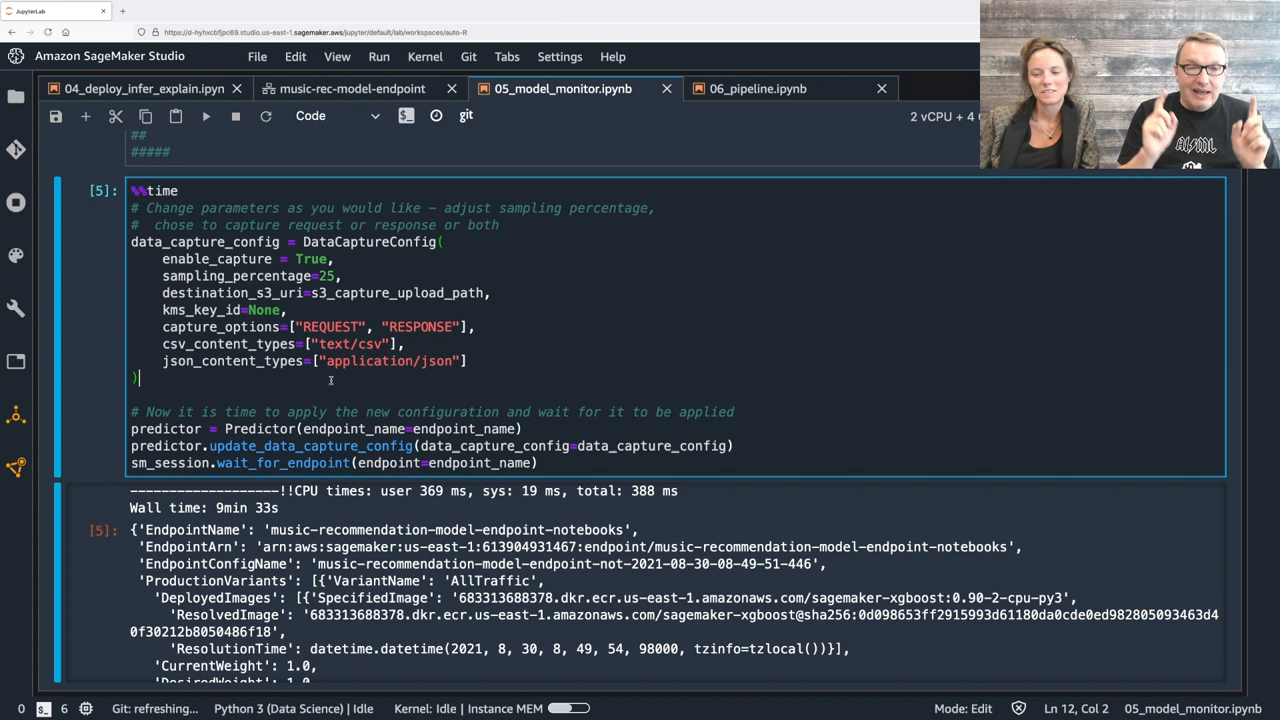 JupyterLab
https://d-hyhxcbfjpc69.studio.us-east-1.sagemaker.aws/jupyter/default/lab/workspaces/auto-R
Amazon SageMaker Studio File Edit View Run Kernel Git Tabs Settings Help
04_deploy_infer_explain.ipyn music-rec-model-endpoint 05_model_monitor.ipynb 06_pipeline.ipynb
Code git 2 vCPU + 4
##
#####
[5]: %%time
# Change parameters as you would like – adjust sampling percentage,
#  chose to capture request or response or both
data_capture_config = DataCaptureConfig(
enable_capture = True,
sampling_percentage=25,
destination_s3_uri=s3_capture_upload_path,
kms_key_id=None,
capture_options=["REQUEST", "RESPONSE"],
csv_content_types=["text/csv"],
json_content_types=["application/json"]
)
# Now it is time to apply the new configuration and wait for it to be applied
predictor = Predictor(endpoint_name=endpoint_name)
predictor.update_data_capture_config(data_capture_config=data_capture_config)
sm_session.wait_for_endpoint(endpoint=endpoint_name)
-------------------!!CPU times: user 369 ms, sys: 19 ms, total: 388 ms
Wall time: 9min 33s
[5]: {'EndpointName': 'music-recommendation-model-endpoint-notebooks',
'EndpointArn': 'arn:aws:sagemaker:us-east-1:613904931467:endpoint/music-recommendation-model-endpoint-notebooks',
'EndpointConfigName': 'music-recommendation-model-endpoint-not-2021-08-30-08-49-51-446',
'ProductionVariants': [{'VariantName': 'AllTraffic',
'DeployedImages': [{'SpecifiedImage': '683313688378.dkr.ecr.us-east-1.amazonaws.com/sagemaker-xgboost:0.90-2-cpu-py3',
'ResolvedImage': '683313688378.dkr.ecr.us-east-1.amazonaws.com/sagemaker-xgboost@sha256:0d098653ff2915993d61180da0cde0ed982805093463d4
0f30212b8050486f18',
'ResolutionTime': datetime.datetime(2021, 8, 30, 8, 49, 54, 98000, tzinfo=tzlocal())}],
'CurrentWeight': 1.0,
'DesiredWeight': 1.0
0 6 Git: refreshing... Python 3 (Data Science) | Idle Kernel: Idle | Instance MEM Mode: Edit Ln 12, Col 2 05_model_monitor.ipynb